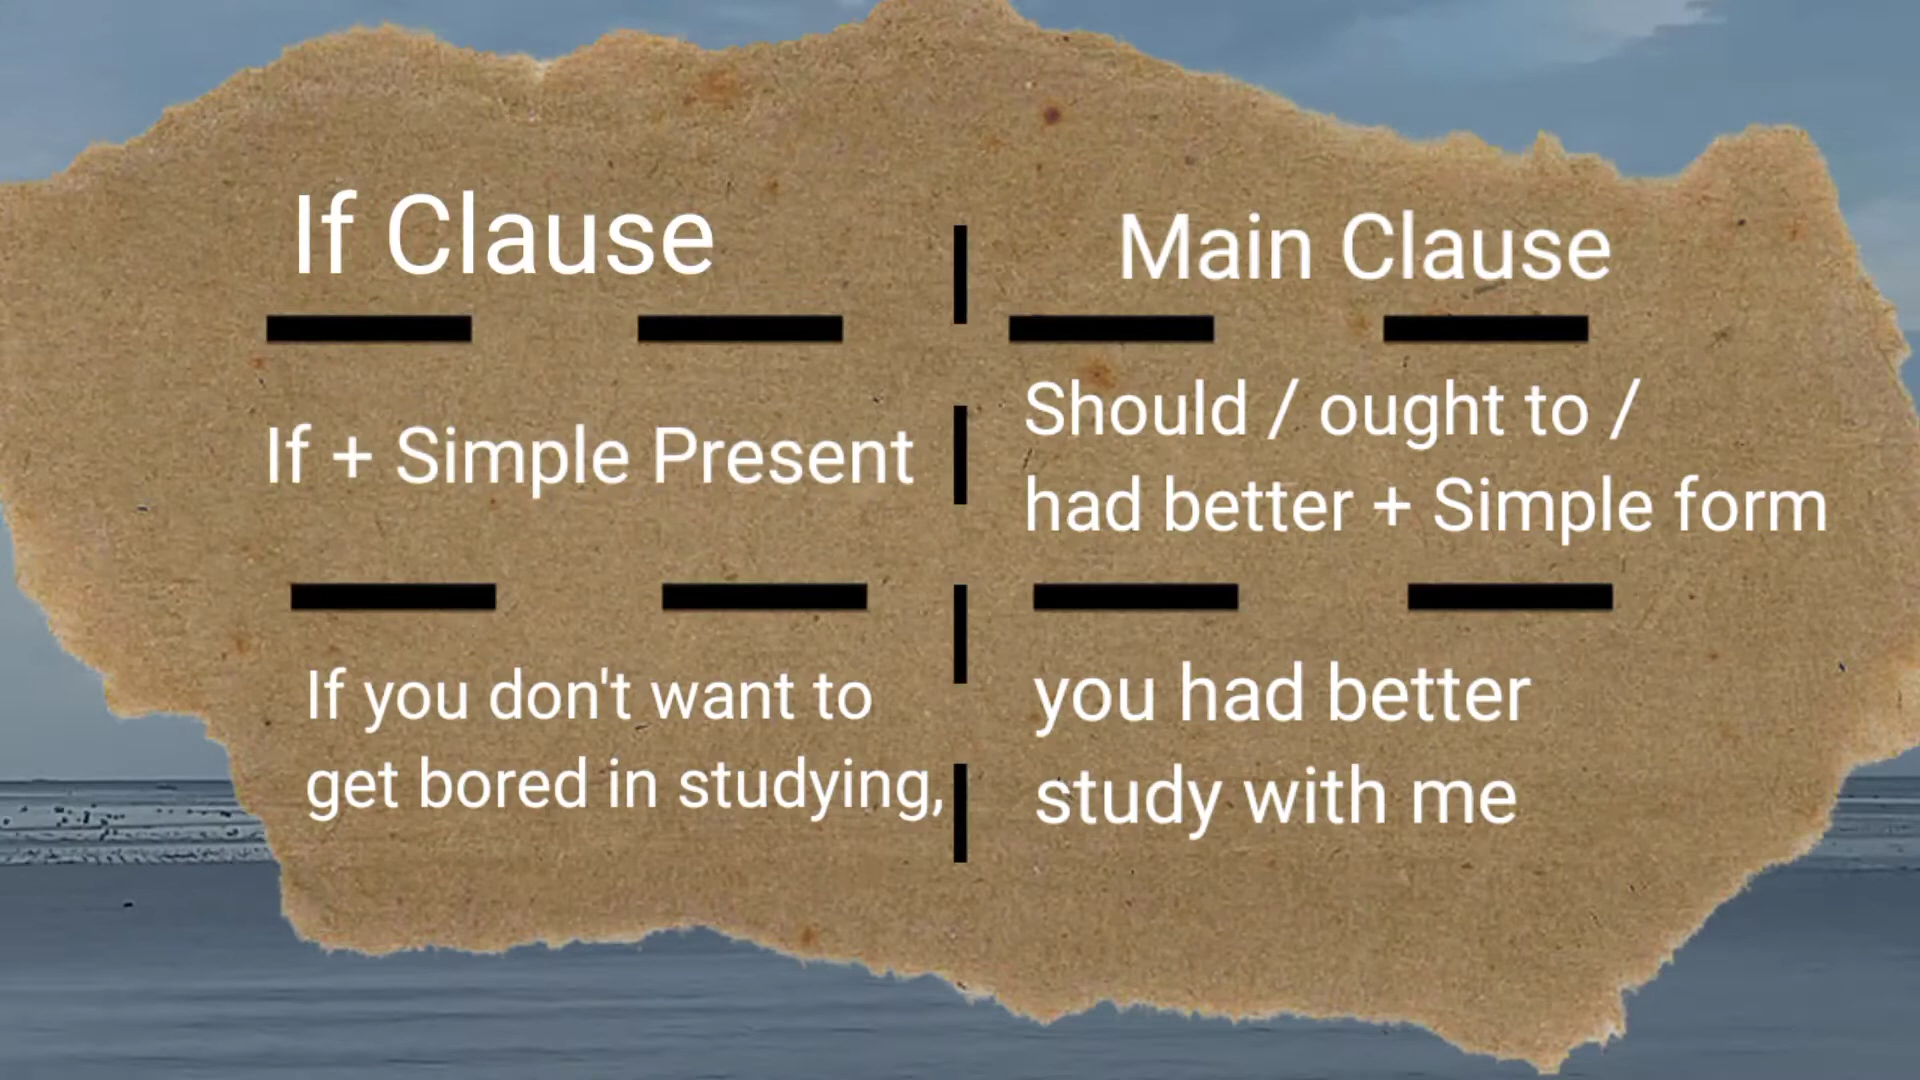 If Clause
Main Clause
If + Simple Present
Should / ought to /
had better + Simple form
If you don't want to
get bored in studying,
you had better
study with me